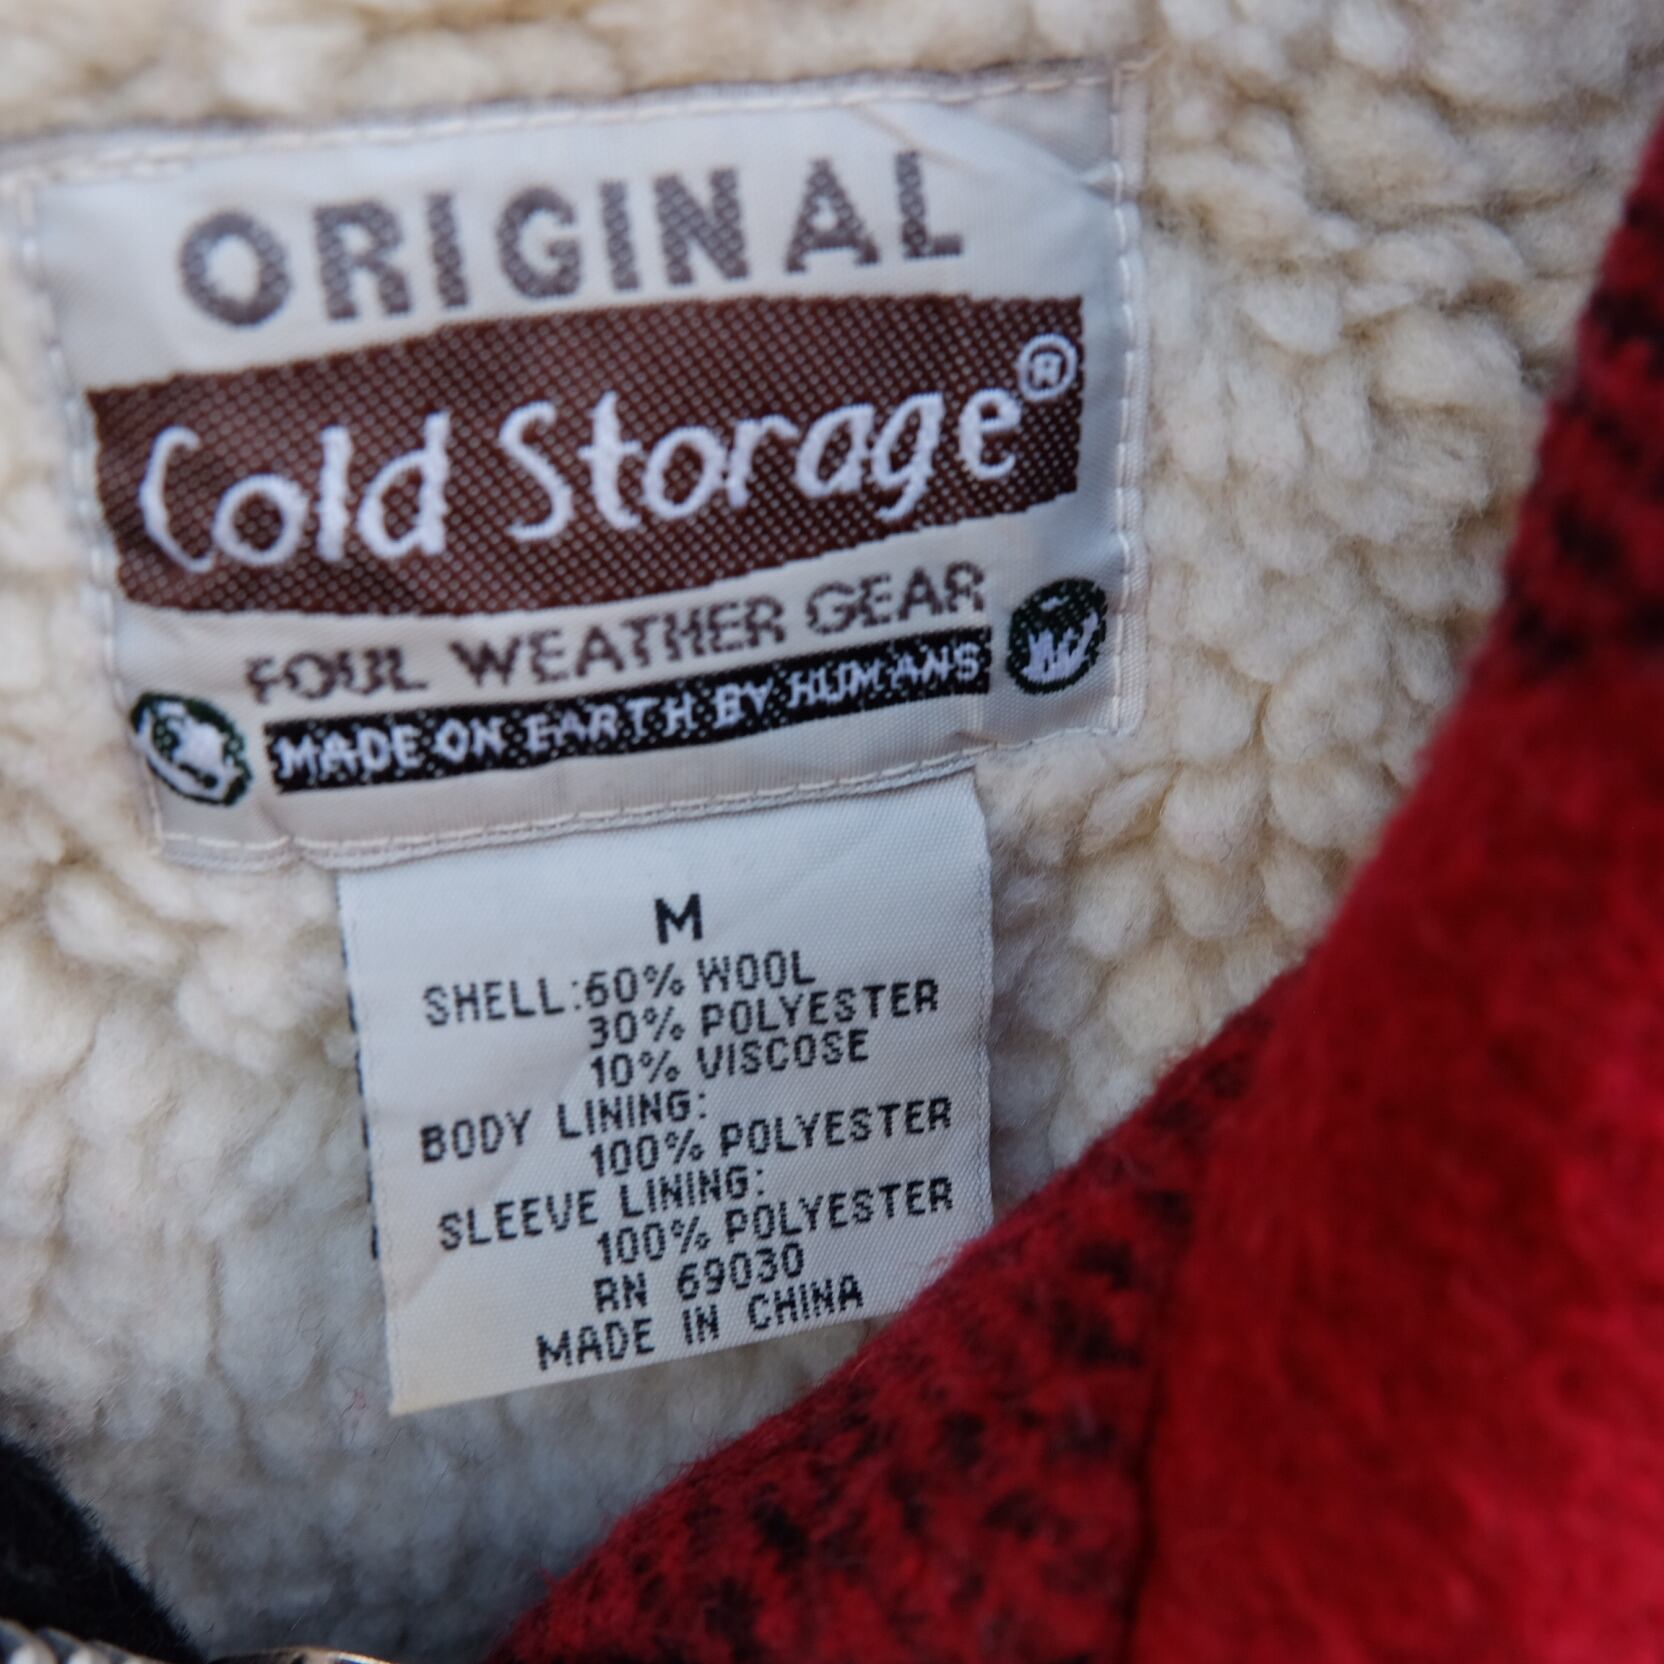 ORIGINAL
Cold Storage®
FOUL WEATHER GEAR
MADE ON EARTH BY HUMANS
M
SHELL:60% WOOL
30% POLYESTER
10% VISCOSE
BODY LINING:
100% POLYESTER
SLEEVE LINING:
100% POLYESTER
RN 69030
MADE IN CHINA